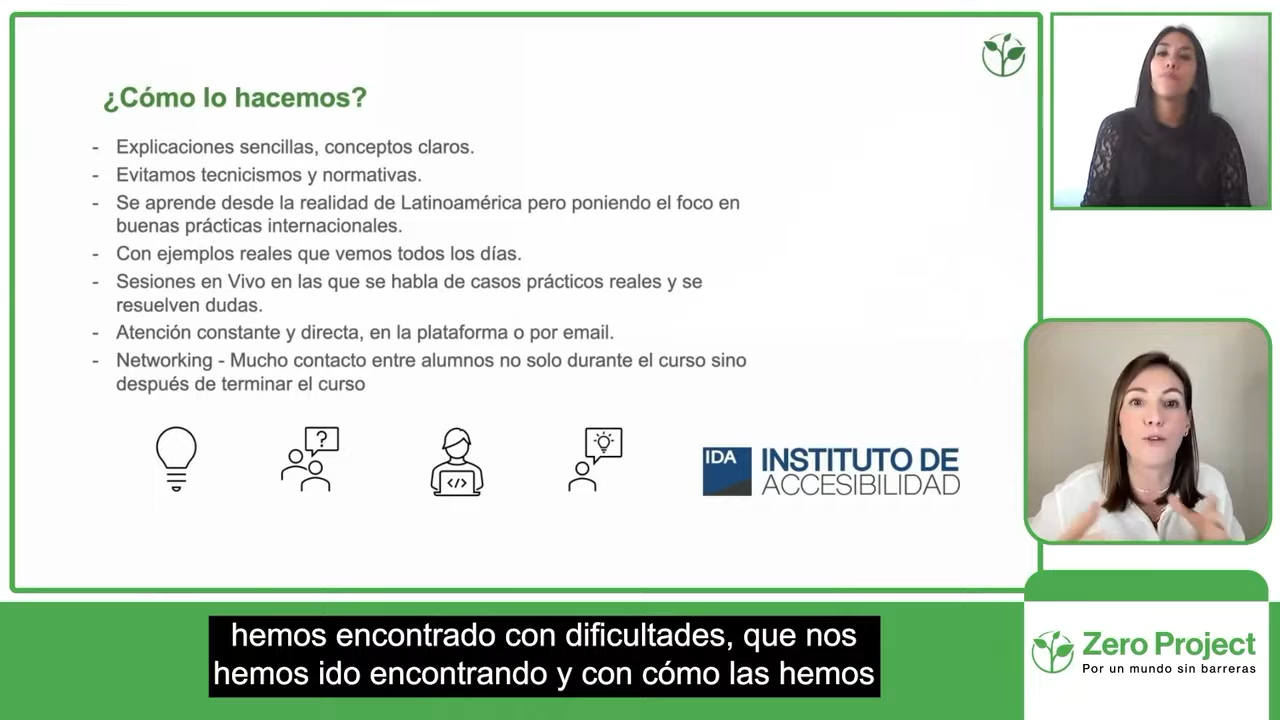 ¿Cómo lo hacemos?
- Explicaciones sencillas, conceptos claros.
- Evitamos tecnicismos y normativas.
- Se aprende desde la realidad de Latinoamérica pero poniendo el foco en
buenas prácticas internacionales.
- Con ejemplos reales que vemos todos los días.
- Sesiones en Vivo en las que se habla de casos prácticos reales y se
resuelven dudas.
- Atención constante y directa, en la plataforma o por email.
- Networking - Mucho contacto entre alumnos no solo durante el curso sino
después de terminar el curso
?
</>
IDA
INSTITUTO DE
ACCESIBILIDAD
hemos encontrado con dificultades, que nos
hemos ido encontrando y con cómo las hemos
Zero Project
Por un mundo sin barreras